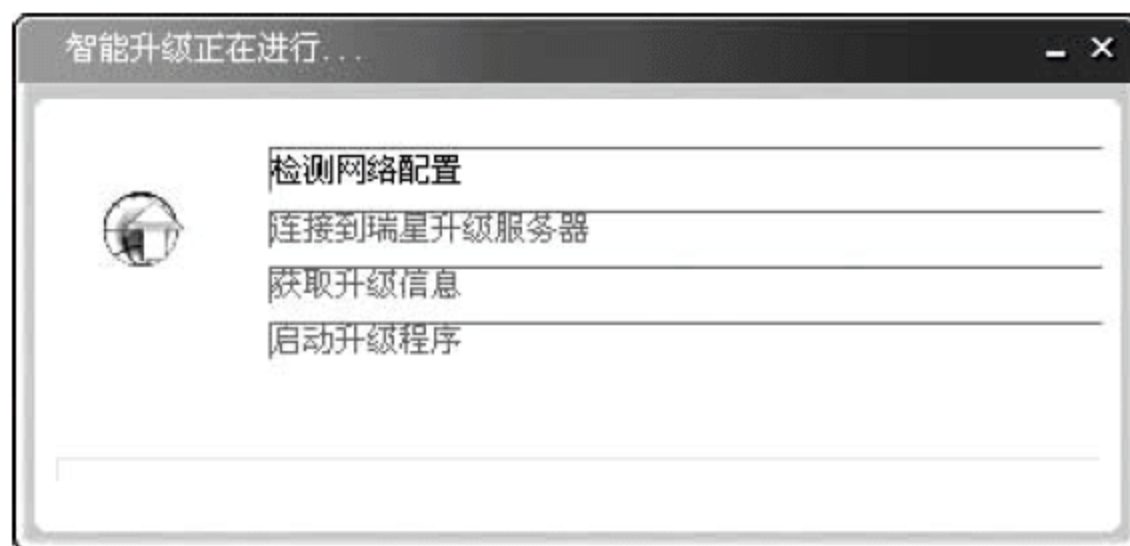 智能升级正在进行...
检测网络配置
连接到瑞星升级服务器
获取升级信息
启动升级程序